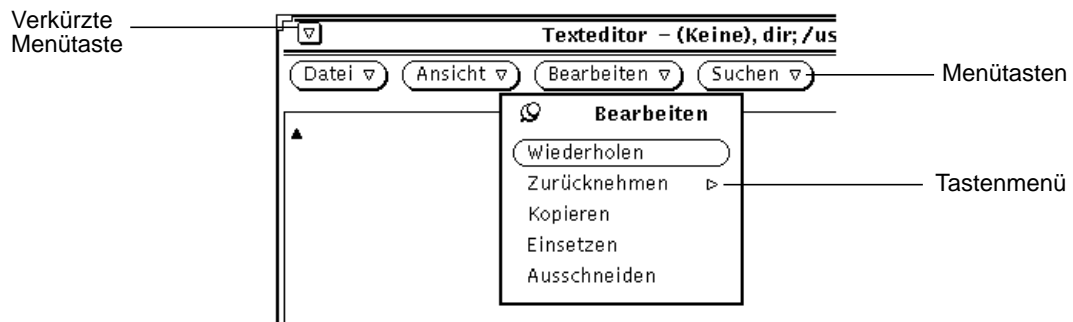 Verkürzte
Menütaste
Texteditor – (Keine), dir; /us
Datei Ansicht Bearbeiten Suchen
Menütasten
Bearbeiten
Wiederholen
Zurücknehmen
Tastenmenü
Kopieren
Einsetzen
Ausschneiden